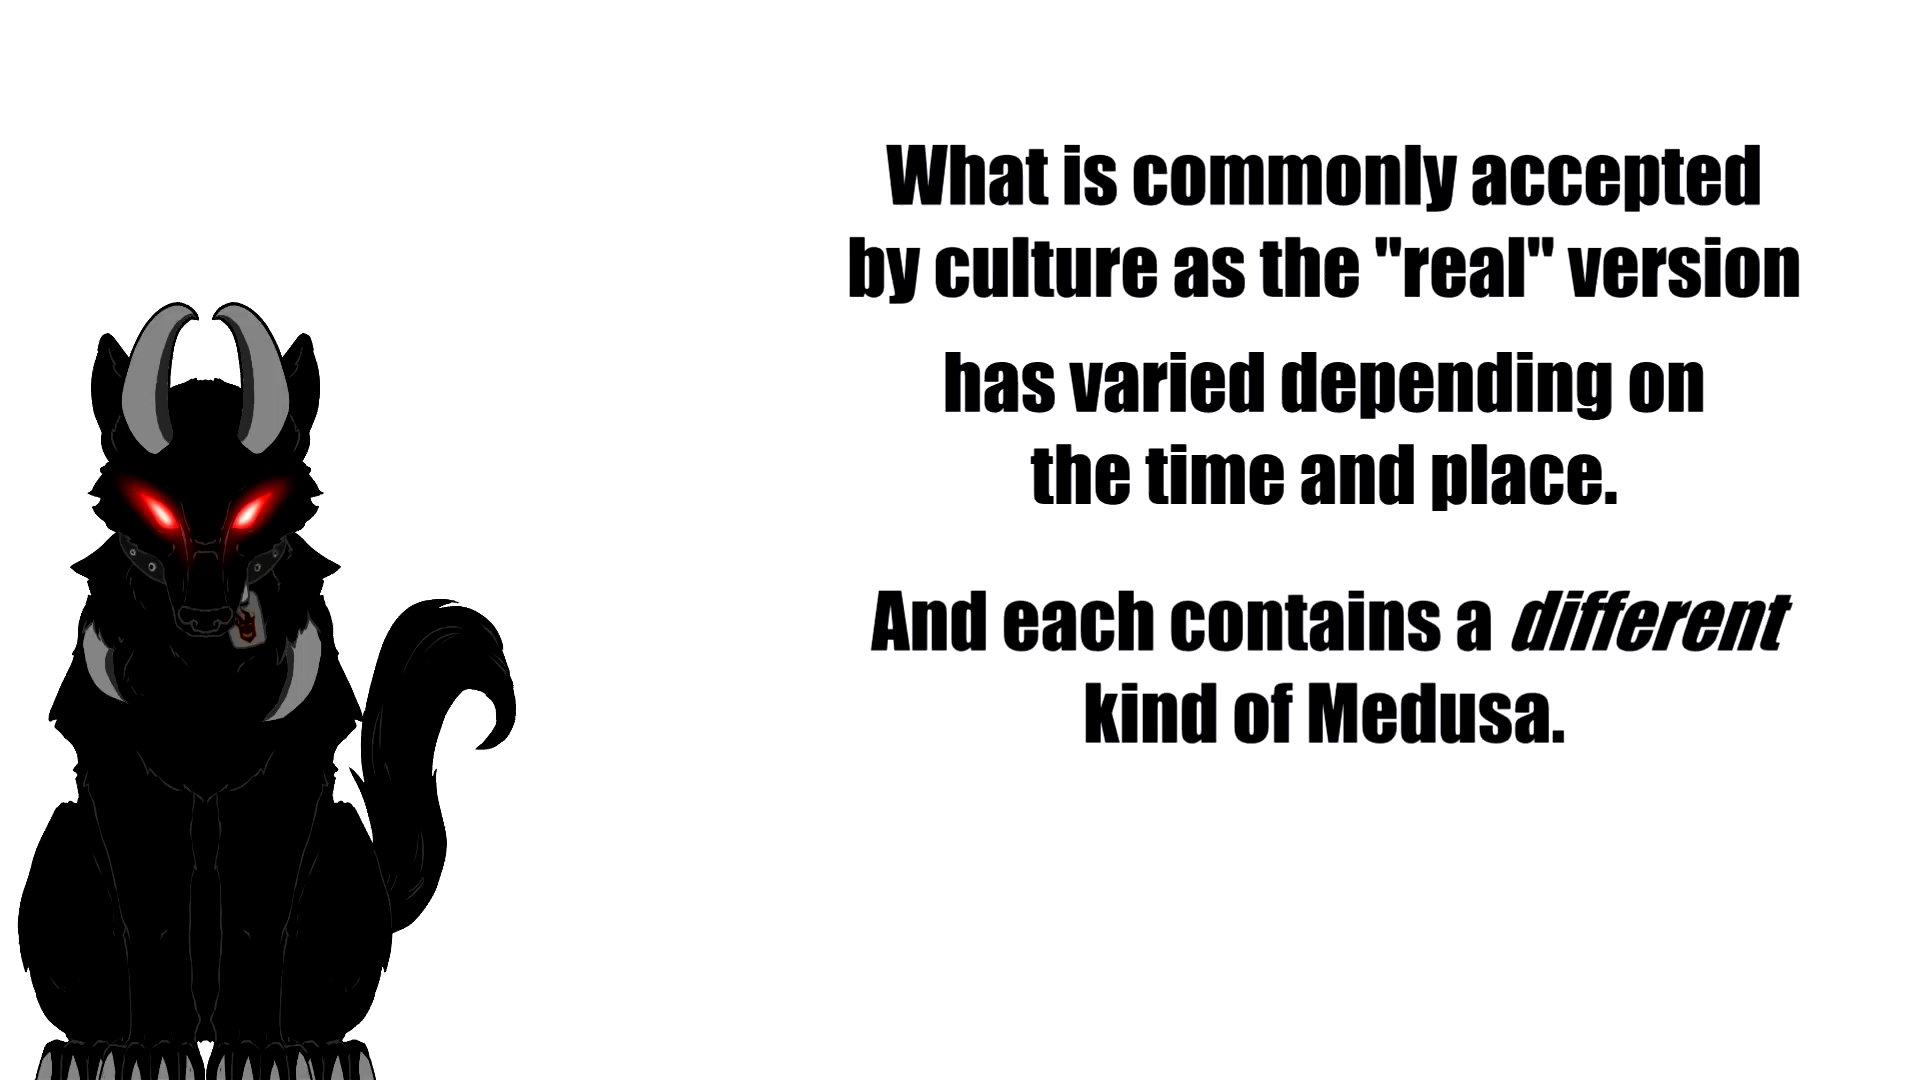 What is commonly accepted
by culture as the "real" version
has varied depending on
the time and place.
And each contains a different
kind of Medusa.